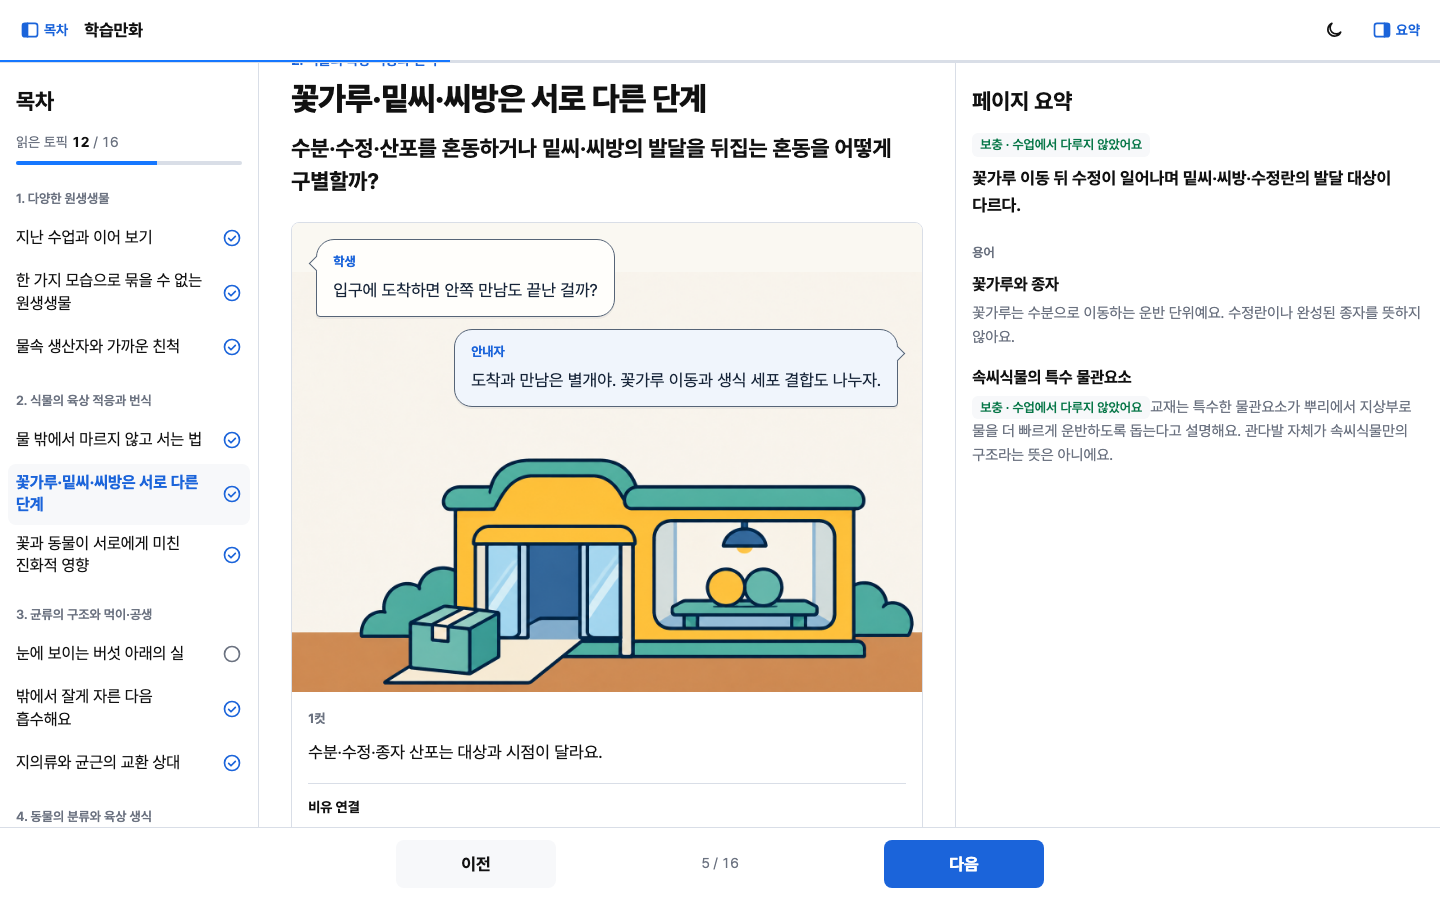 목차
학습만화
요약
목차
읽은 토픽 12 / 16
1. 다양한 원생생물
지난 수업과 이어 보기
한 가지 모습으로 묶을 수 없는
원생생물
물속 생산자와 가까운 친척
2. 식물의 육상 적응과 번식
물 밖에서 마르지 않고 서는 법
꽃가루·밑씨·씨방은 서로 다른
단계
꽃과 동물이 서로에게 미친
진화적 영향
3. 균류의 구조와 먹이·공생
눈에 보이는 버섯 아래의 실
밖에서 잘게 자른 다음
흡수해요
지의류와 균근의 교환 상대
4. 동물의 분류와 육상 생식
꽃가루·밑씨·씨방은 서로 다른 단계
수분·수정·산포를 혼동하거나 밑씨·씨방의 발달을 뒤집는 혼동을 어떻게
구별할까?
학생
입구에 도착하면 안쪽 만남도 끝난 걸까?
안내자
도착과 만남은 별개야. 꽃가루 이동과 생식 세포 결합도 나누자.
1컷
수분·수정·종자 산포는 대상과 시점이 달라요.
비유 연결
페이지 요약
보충 · 수업에서 다루지 않았어요
꽃가루 이동 뒤 수정이 일어나며 밑씨·씨방·수정란의 발달 대상이
다르다.
용어
꽃가루와 종자
꽃가루는 수분으로 이동하는 운반 단위예요. 수정란이나 완성된 종자를 뜻하지
않아요.
속씨식물의 특수 물관요소
보충 · 수업에서 다루지 않았어요 교재는 특수한 물관요소가 뿌리에서 지상부로
물을 더 빠르게 운반하도록 돕는다고 설명해요. 관다발 자체가 속씨식물만의
구조라는 뜻은 아니에요.
이전
5 / 16
다음